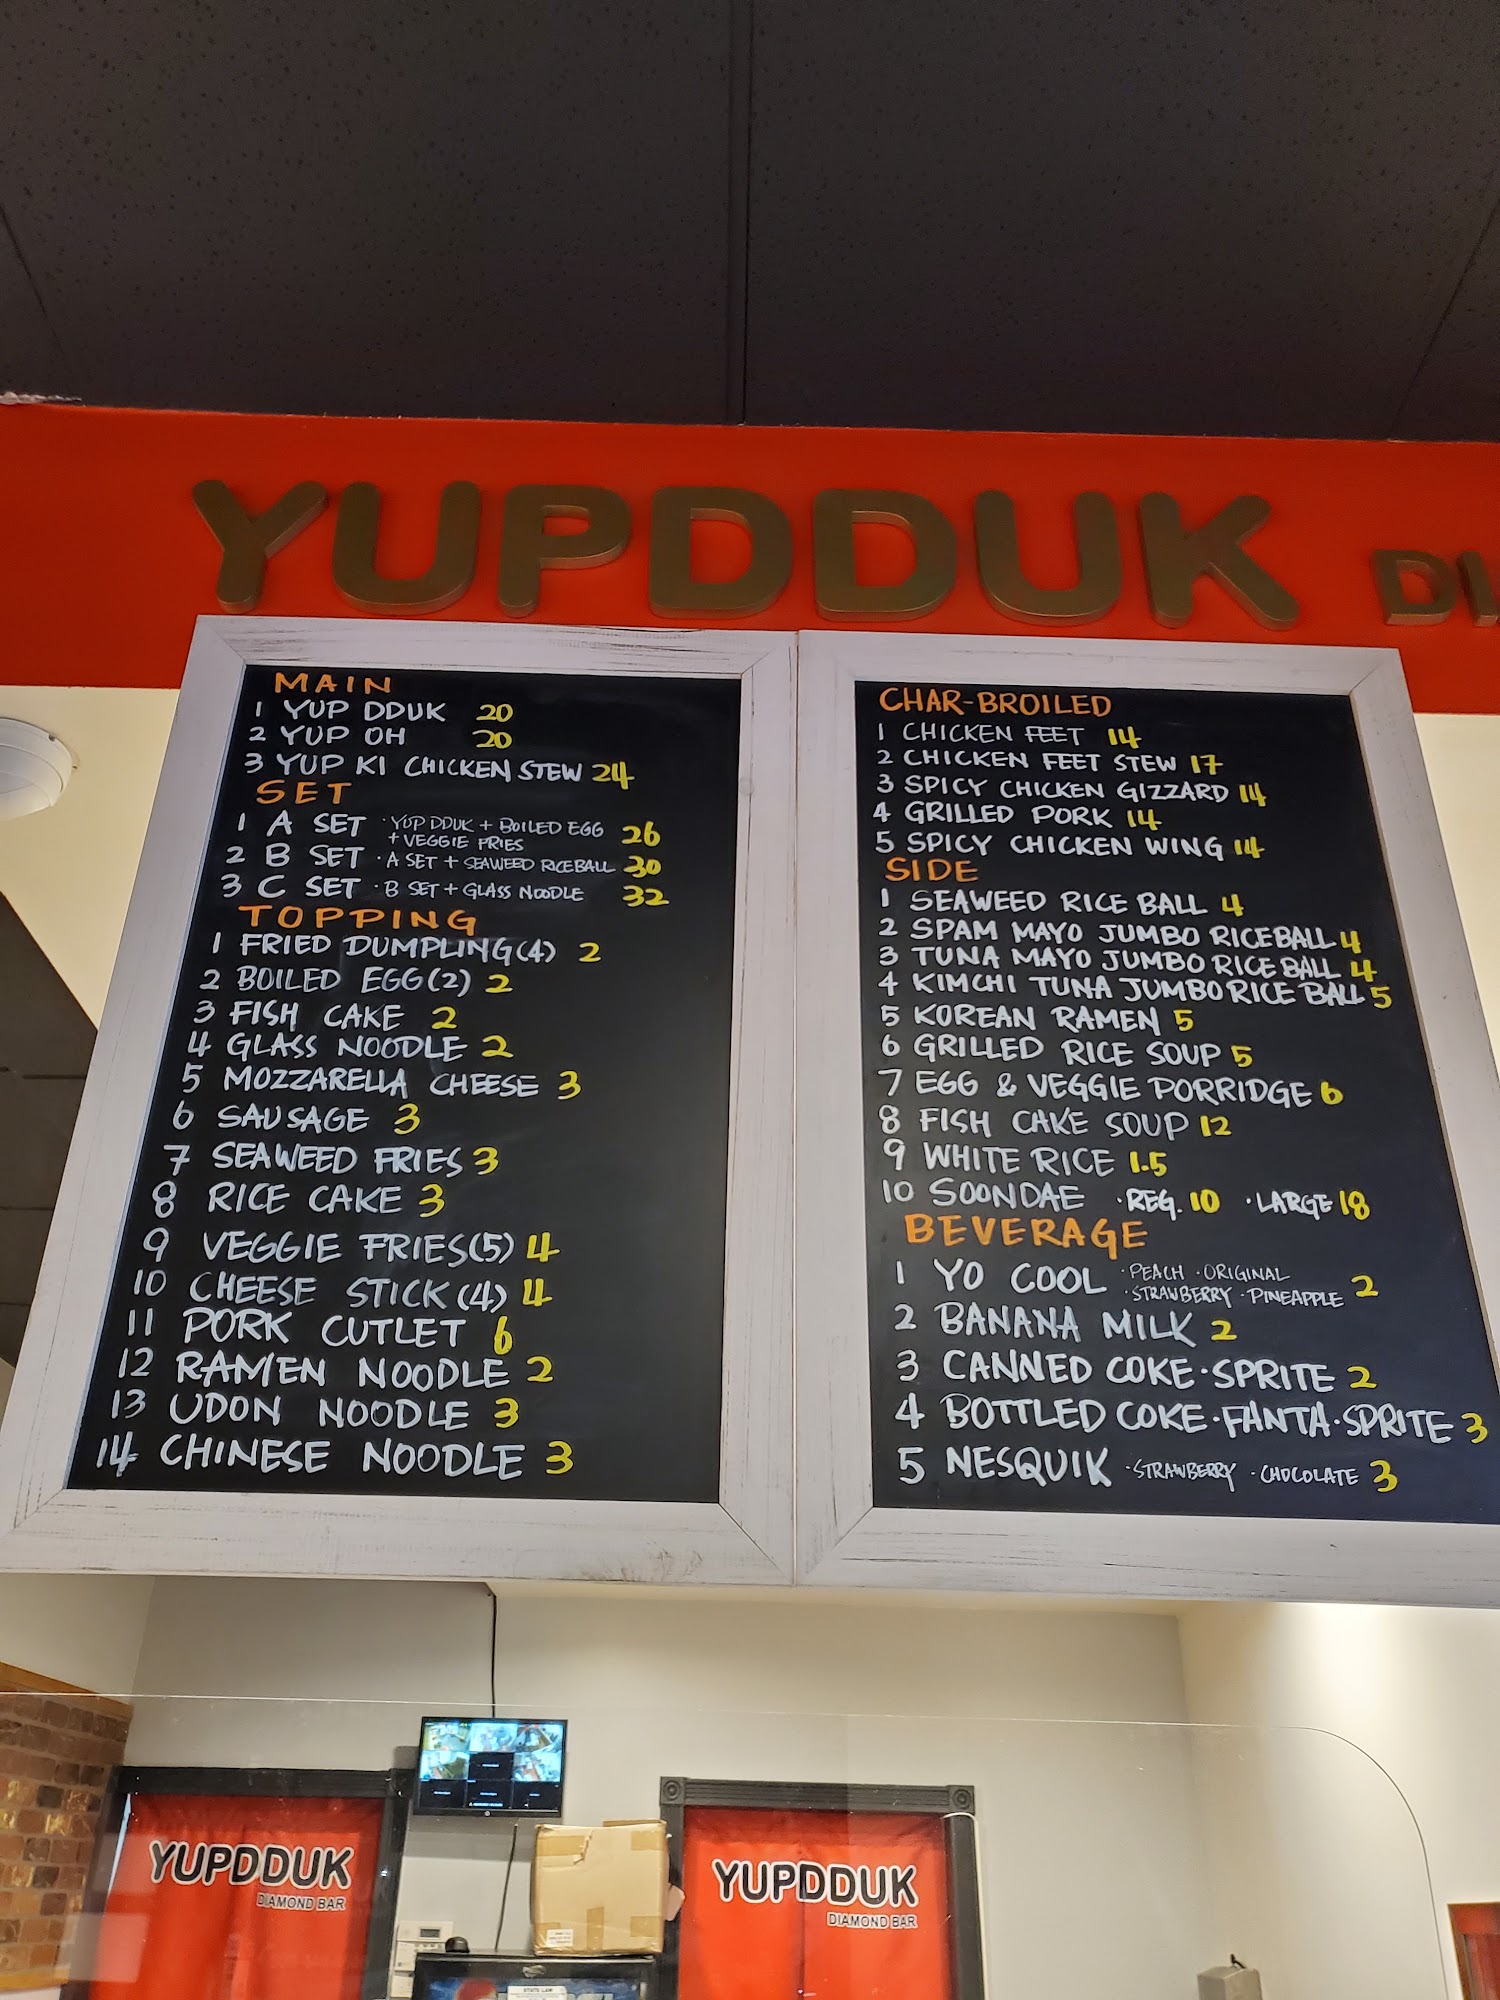 YUPDDUK DI
MAIN
1 YUP DDUK 20
2 YUP OH 20
3 YUP KI CHICKEN STEW 24
SET
1 A SET · YUP DDUK + BOILED EGG 26
+ VEGGIE FRIES
2 B SET · A SET + SEAWEED RICEBALL 30
3 C SET · B SET + GLASS NOODLE 32
TOPPING
1 FRIED DUMPLING(4) 2
2 BOILED EGG(2) 2
3 FISH CAKE 2
4 GLASS NOODLE 2
5 MOZZARELLA CHEESE 3
6 SAUSAGE 3
7 SEAWEED FRIES 3
8 RICE CAKE 3
9 VEGGIE FRIES(5) 4
10 CHEESE STICK(4) 4
11 PORK CUTLET 6
12 RAMEN NOODLE 2
13 UDON NOODLE 3
14 CHINESE NOODLE 3
CHAR-BROILED
1 CHICKEN FEET 14
2 CHICKEN FEET STEW 17
3 SPICY CHICKEN GIZZARD 14
4 GRILLED PORK 14
5 SPICY CHICKEN WING 14
SIDE
1 SEAWEED RICE BALL 4
2 SPAM MAYO JUMBO RICEBALL 4
3 TUNA MAYO JUMBO RICE BALL 4
4 KIMCHI TUNA JUMBO RICE BALL 5
5 KOREAN RAMEN 5
6 GRILLED RICE SOUP 5
7 EGG & VEGGIE PORRIDGE 6
8 FISH CAKE SOUP 12
9 WHITE RICE 1.5
10 SOONDAE · REG. 10 · LARGE 18
BEVERAGE
1 YO COOL · PEACH · ORIGINAL
· STRAWBERRY · PINEAPPLE 2
2 BANANA MILK 2
3 CANNED COKE · SPRITE 2
4 BOTTLED COKE · FANTA · SPRITE 3
5 NESQUIK · STRAWBERRY · CHOCOLATE 3
YUPDDUK
DIAMOND BAR
YUPDDUK
DIAMOND BAR
STATE LAW